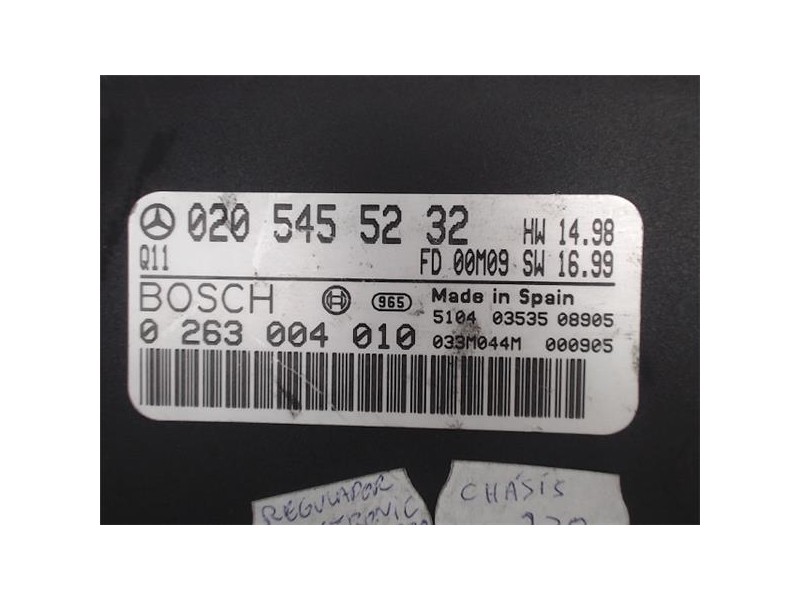 020 545 52 32 HW 14.98
Q11 FD 00M09 SW 16.99
BOSCH 965 Made in Spain
5104 03535 08905
0 263 004 010 033M044M 000905
REGULADOR
CHÁSIS